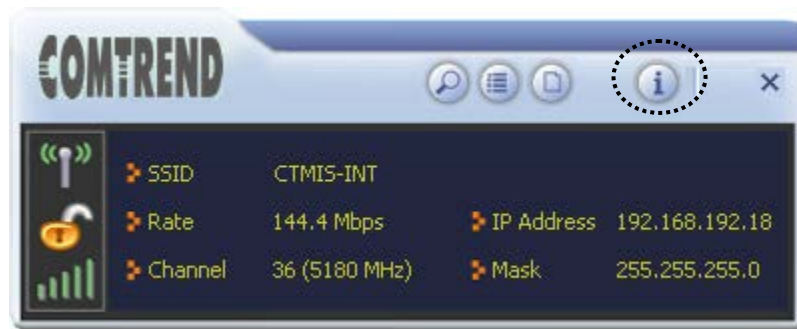 COMTREND
i
SSID CTMIS-INT
Rate 144.4 Mbps IP Address 192.168.192.18
Channel 36 (5180 MHz) Mask 255.255.255.0